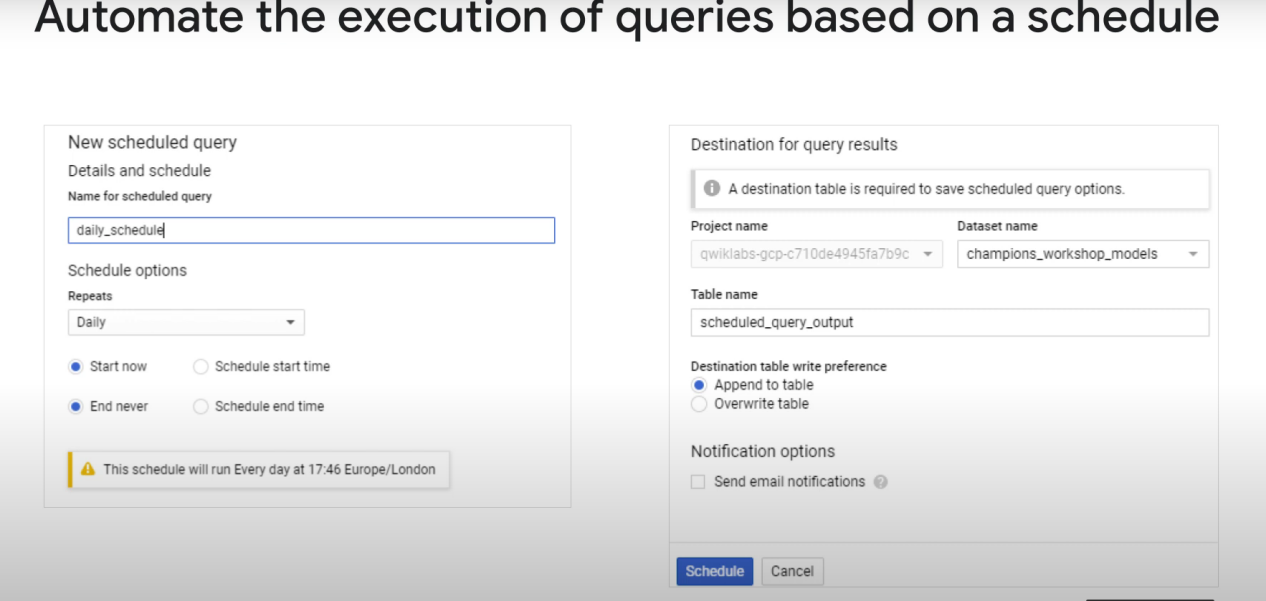 Automate the execution of queries based on a schedule
New scheduled query
Details and schedule
Name for scheduled query
daily_schedule
Schedule options
Repeats
Daily
Start now
Schedule start time
End never
Schedule end time
This schedule will run Every day at 17:46 Europe/London
Destination for query results
A destination table is required to save scheduled query options.
Project name
Dataset name
qwiklabs-gcp-c710de4945fa7b9c
champions_workshop_models
Table name
scheduled_query_output
Destination table write preference
Append to table
Overwrite table
Notification options
Send email notifications
Schedule
Cancel